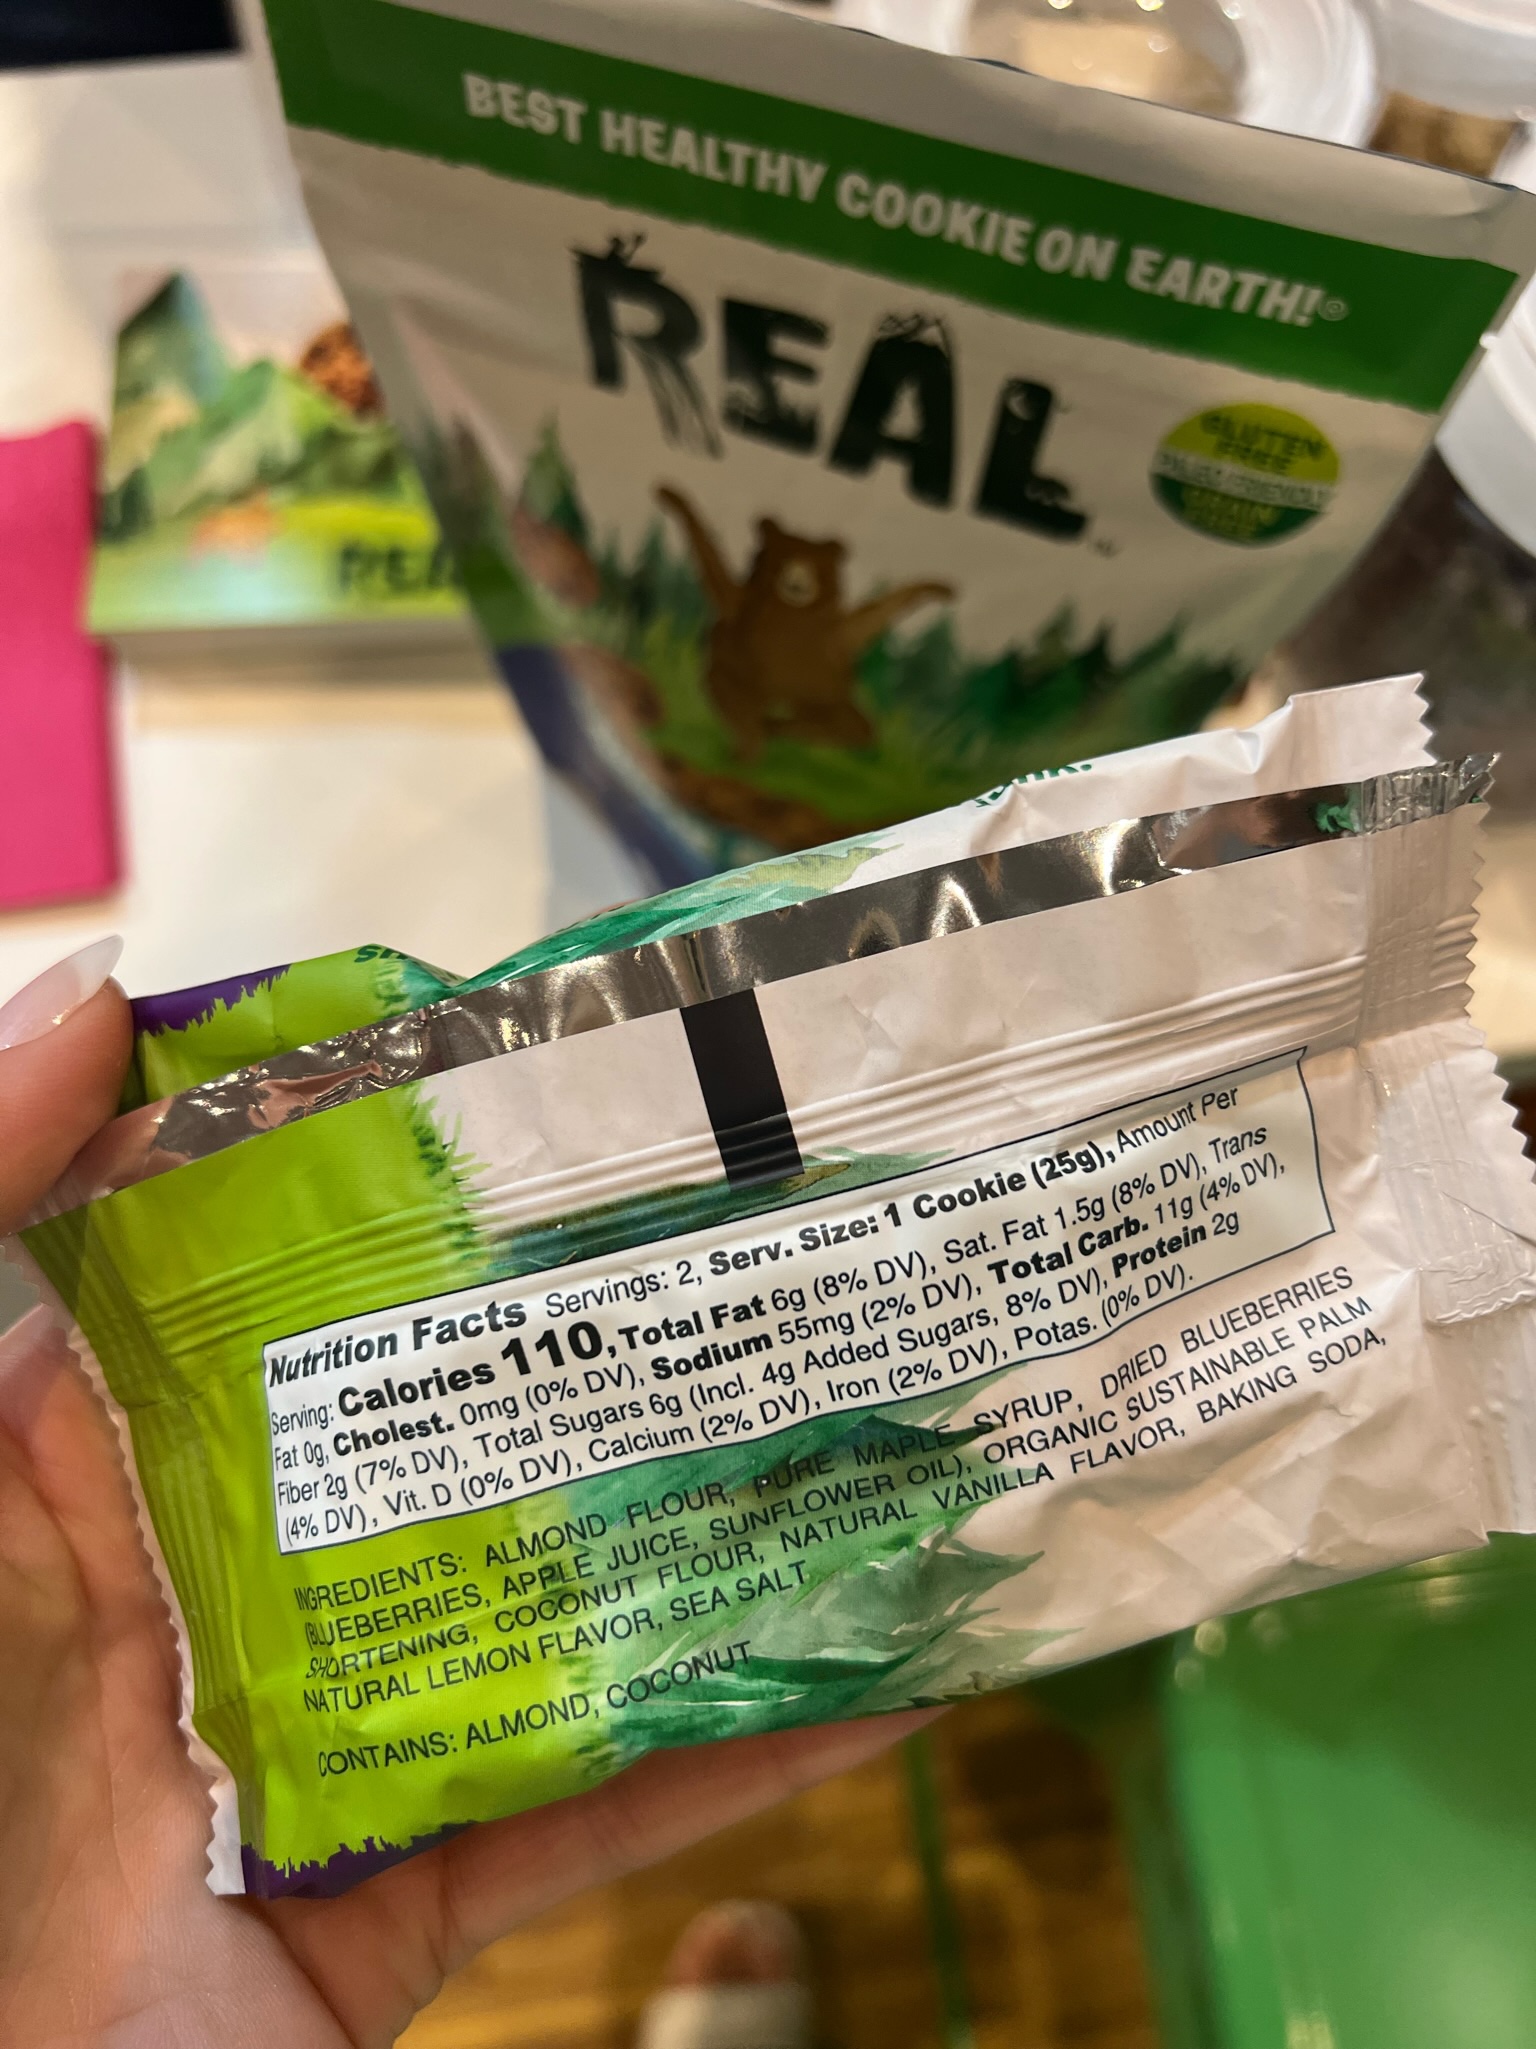 BEST HEALTHY COOKIE ON EARTH!®
REAL
GLUTEN
FREE
REAL
Nutrition Facts Servings: 2, Serv. Size: 1 Cookie (25g), Amount Per
Serving: Calories 110, Total Fat 6g (8% DV), Sat. Fat 1.5g (8% DV), Trans
Fat 0g, Cholest. 0mg (0% DV), Sodium 55mg (2% DV), Total Carb. 11g (4% DV),
Fiber 2g (7% DV), Total Sugars 6g (Incl. 4g Added Sugars, 8% DV), Protein 2g
(4% DV), Vit. D (0% DV), Calcium (2% DV), Iron (2% DV), Potas. (0% DV).
INGREDIENTS: ALMOND FLOUR, PURE MAPLE SYRUP, DRIED BLUEBERRIES
(BLUEBERRIES, APPLE JUICE, SUNFLOWER OIL), ORGANIC SUSTAINABLE PALM
SHORTENING, COCONUT FLOUR, NATURAL VANILLA FLAVOR, BAKING SODA,
NATURAL LEMON FLAVOR, SEA SALT
CONTAINS: ALMOND, COCONUT